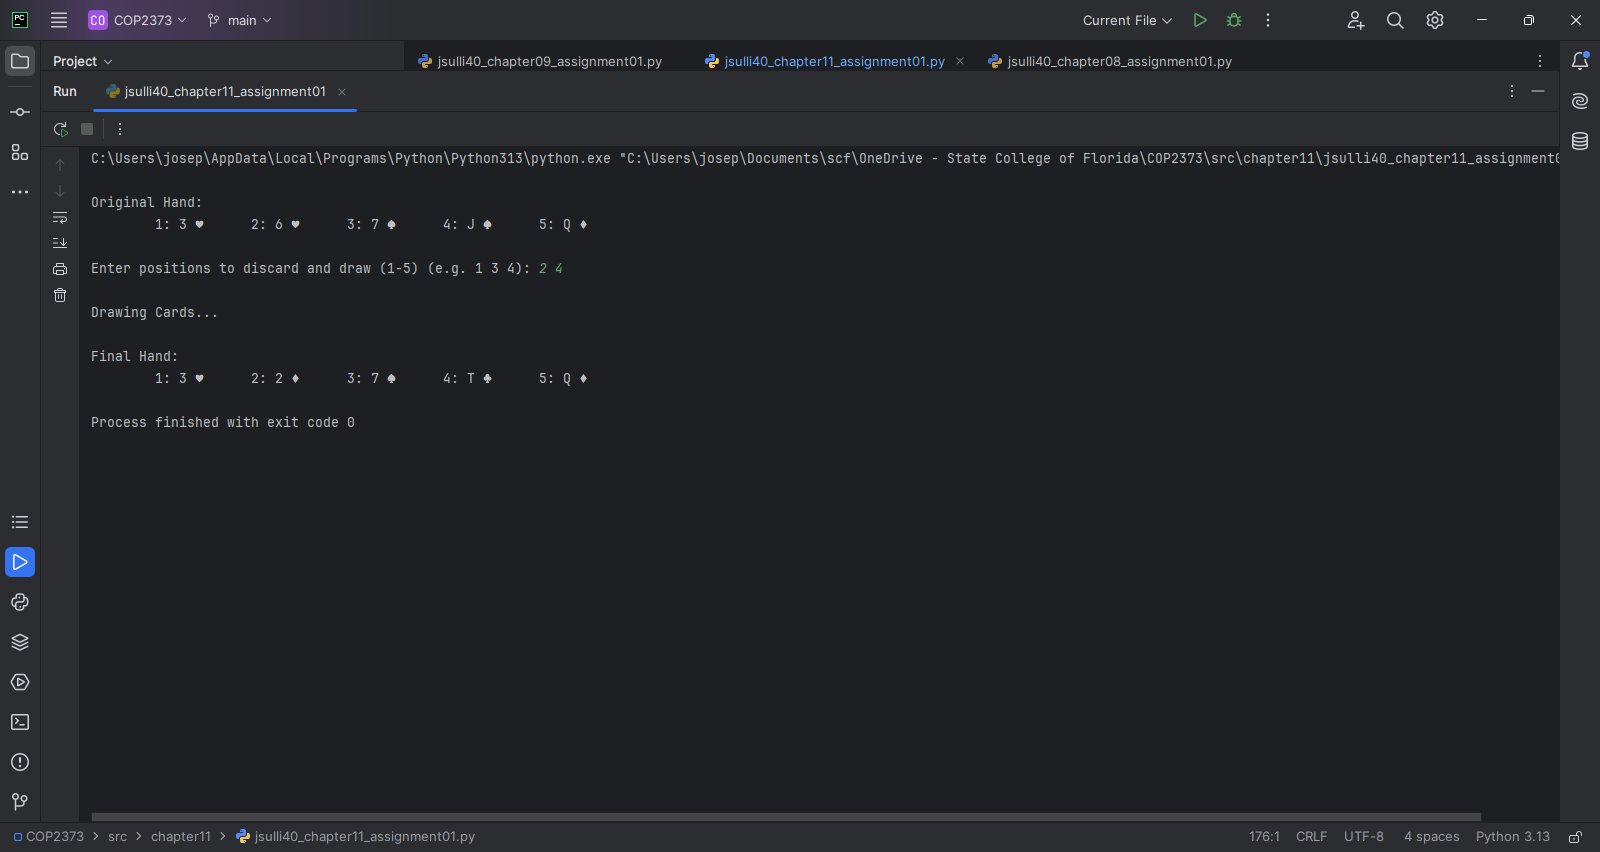 PC CO COP2373 main Current File
Project jsulli40_chapter09_assignment01.py jsulli40_chapter11_assignment01.py jsulli40_chapter08_assignment01.py
Run jsulli40_chapter11_assignment01
C:\Users\josep\AppData\Local\Programs\Python\Python313\python.exe "C:\Users\josep\Documents\scf\OneDrive - State College of Florida\COP2373\src\chapter11\jsulli40_chapter11_assignment0
Original Hand:
1: 3 ♥ 2: 6 ♥ 3: 7 ♠ 4: J ♠ 5: Q ♦
Enter positions to discard and draw (1-5) (e.g. 1 3 4): 2 4
Drawing Cards...
Final Hand:
1: 3 ♥ 2: 2 ♦ 3: 7 ♠ 4: T ♣ 5: Q ♦
Process finished with exit code 0
COP2373 > src > chapter11 > jsulli40_chapter11_assignment01.py 176:1 CRLF UTF-8 4 spaces Python 3.13